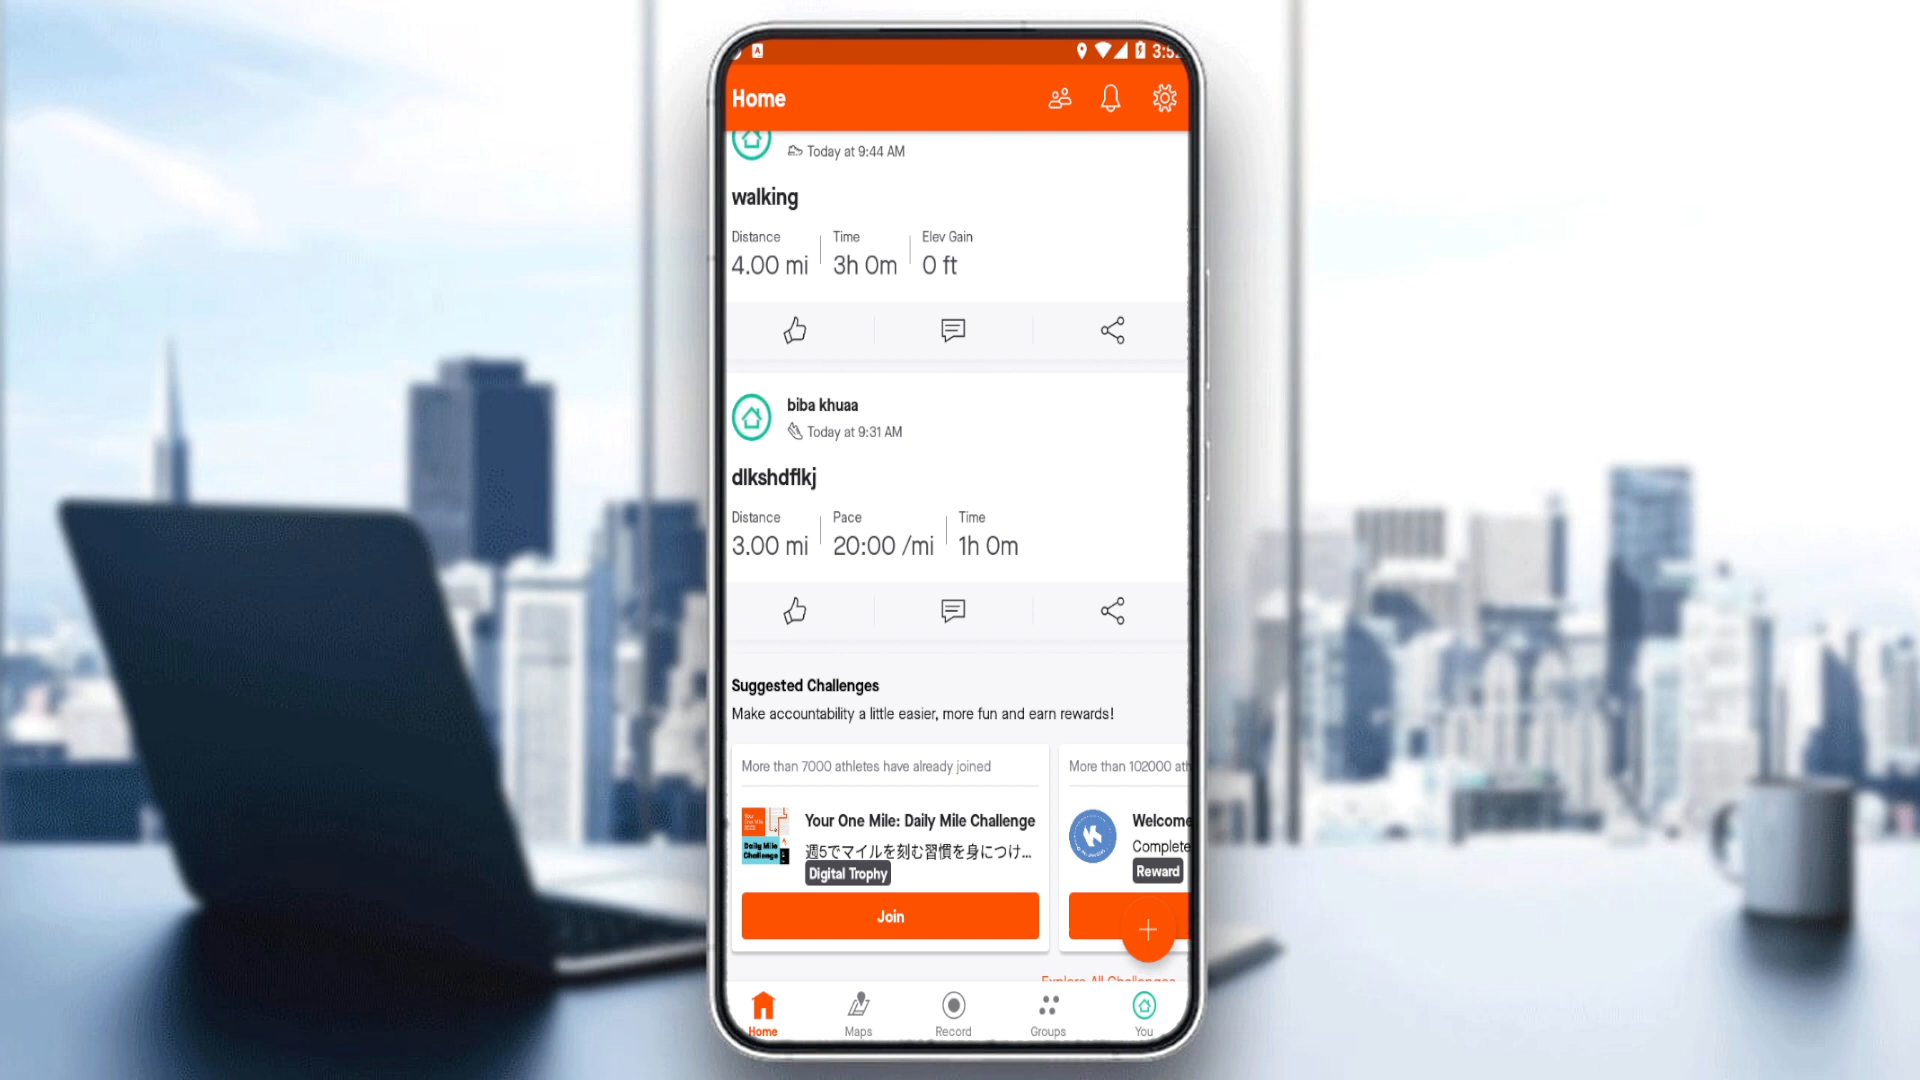 3:52
Home
Today at 9:44 AM
walking
Distance Time Elev Gain
4.00 mi 3h 0m 0 ft
biba khuaa
Today at 9:31 AM
dlkshdflkj
Distance Pace Time
3.00 mi 20:00 /mi 1h 0m
Suggested Challenges
Make accountability a little easier, more fun and earn rewards!
More than 7000 athletes have already joined
Your One Mile: Daily Mile Challenge
週5でマイルを刻む習慣を身につけ...
Digital Trophy
Join
More than 102000 ath
Welcome
Complete
Reward
Daily Mile
Challenge
Explore All Challenges
Home Maps Record Groups You